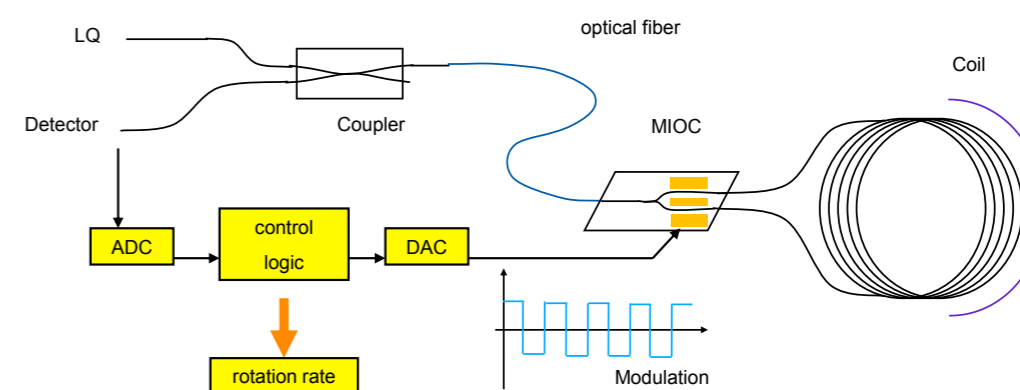 LQ
optical fiber
Coil
Detector
Coupler
MIOC
ADC
control
logic
DAC
rotation rate
Modulation